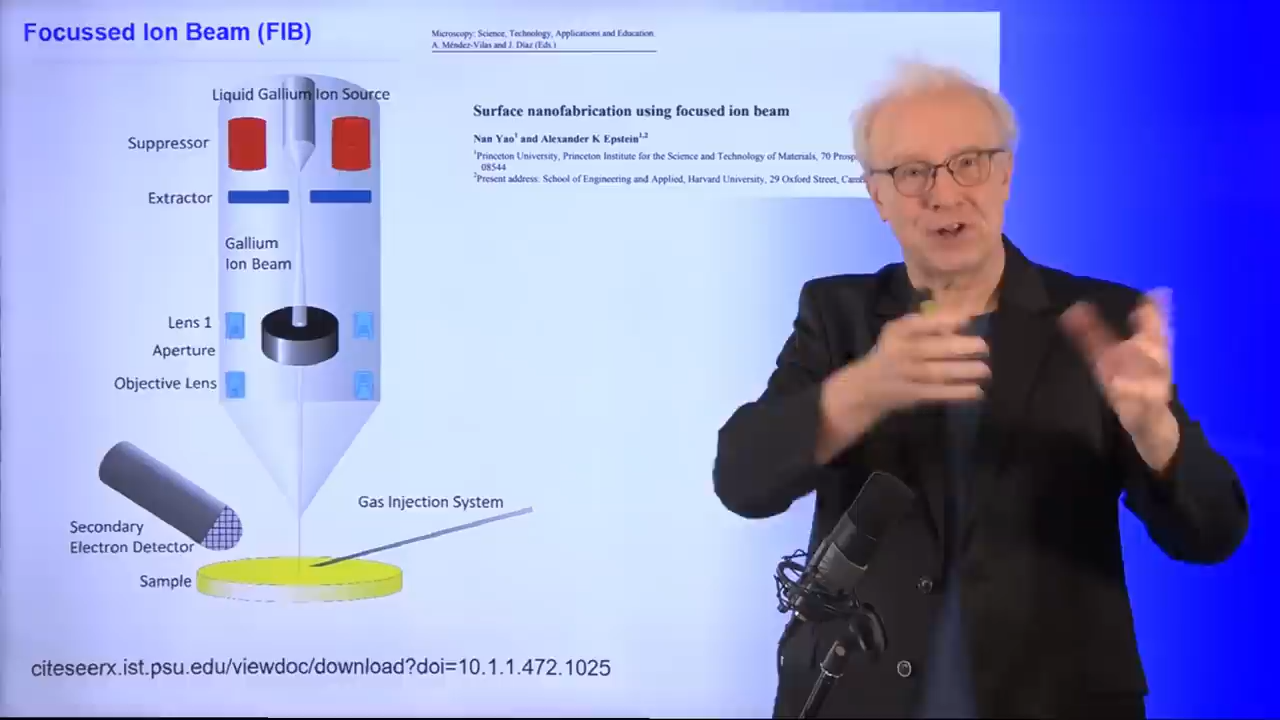 Focussed Ion Beam (FIB)
Microscopy: Science, Technology, Applications and Education
A. Méndez-Vilas and J. Díaz (Eds.)
Liquid Gallium Ion Source
Surface nanofabrication using focused ion beam
Suppressor
Nan Yao1 and Alexander K Epstein1,2
1Princeton University, Princeton Institute for the Science and Technology of Materials, 70
08544
2Present address: School of Engineering and Applied, Harvard University, 29 Oxford Street,
Extractor
Gallium
Ion Beam
Lens 1
Aperture
Objective Lens
Gas Injection System
Secondary
Electron Detector
Sample
citeseerx.ist.psu.edu/viewdoc/download?doi=10.1.1.472.1025